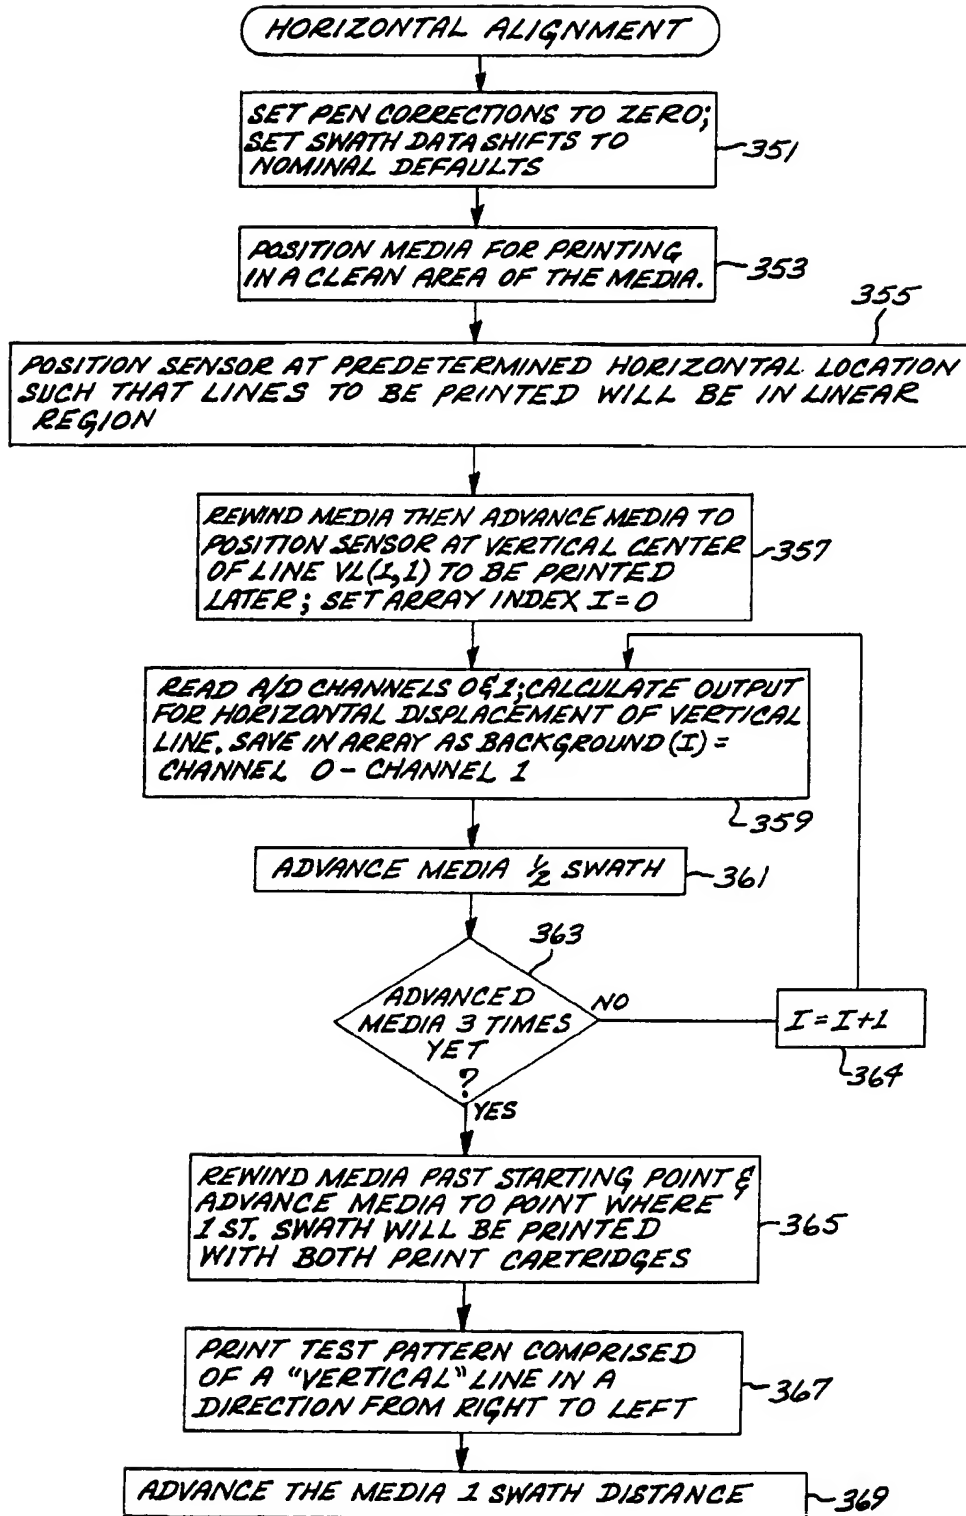 HORIZONTAL ALIGNMENT
SET PEN CORRECTIONS TO ZERO;
SET SWATH DATA SHIFTS TO
NOMINAL DEFAULTS
351
POSITION MEDIA FOR PRINTING
IN A CLEAN AREA OF THE MEDIA.
353
355
POSITION SENSOR AT PREDETERMINED HORIZONTAL LOCATION
SUCH THAT LINES TO BE PRINTED WILL BE IN LINEAR
REGION
REWIND MEDIA THEN ADVANCE MEDIA TO
POSITION SENSOR AT VERTICAL CENTER
OF LINE VL(1,1) TO BE PRINTED
LATER; SET ARRAY INDEX I=0
357
READ A/D CHANNELS 0&1; CALCULATE OUTPUT
FOR HORIZONTAL DISPLACEMENT OF VERTICAL
LINE. SAVE IN ARRAY AS BACKGROUND (I) =
CHANNEL 0 - CHANNEL 1
359
ADVANCE MEDIA 1/2 SWATH
361
363
ADVANCED
MEDIA 3 TIMES
YET
?
NO
I = I+1
364
YES
REWIND MEDIA PAST STARTING POINT &
ADVANCE MEDIA TO POINT WHERE
1 ST. SWATH WILL BE PRINTED
WITH BOTH PRINT CARTRIDGES
365
PRINT TEST PATTERN COMPRISED
OF A "VERTICAL" LINE IN A
DIRECTION FROM RIGHT TO LEFT
367
ADVANCE THE MEDIA 1 SWATH DISTANCE
369